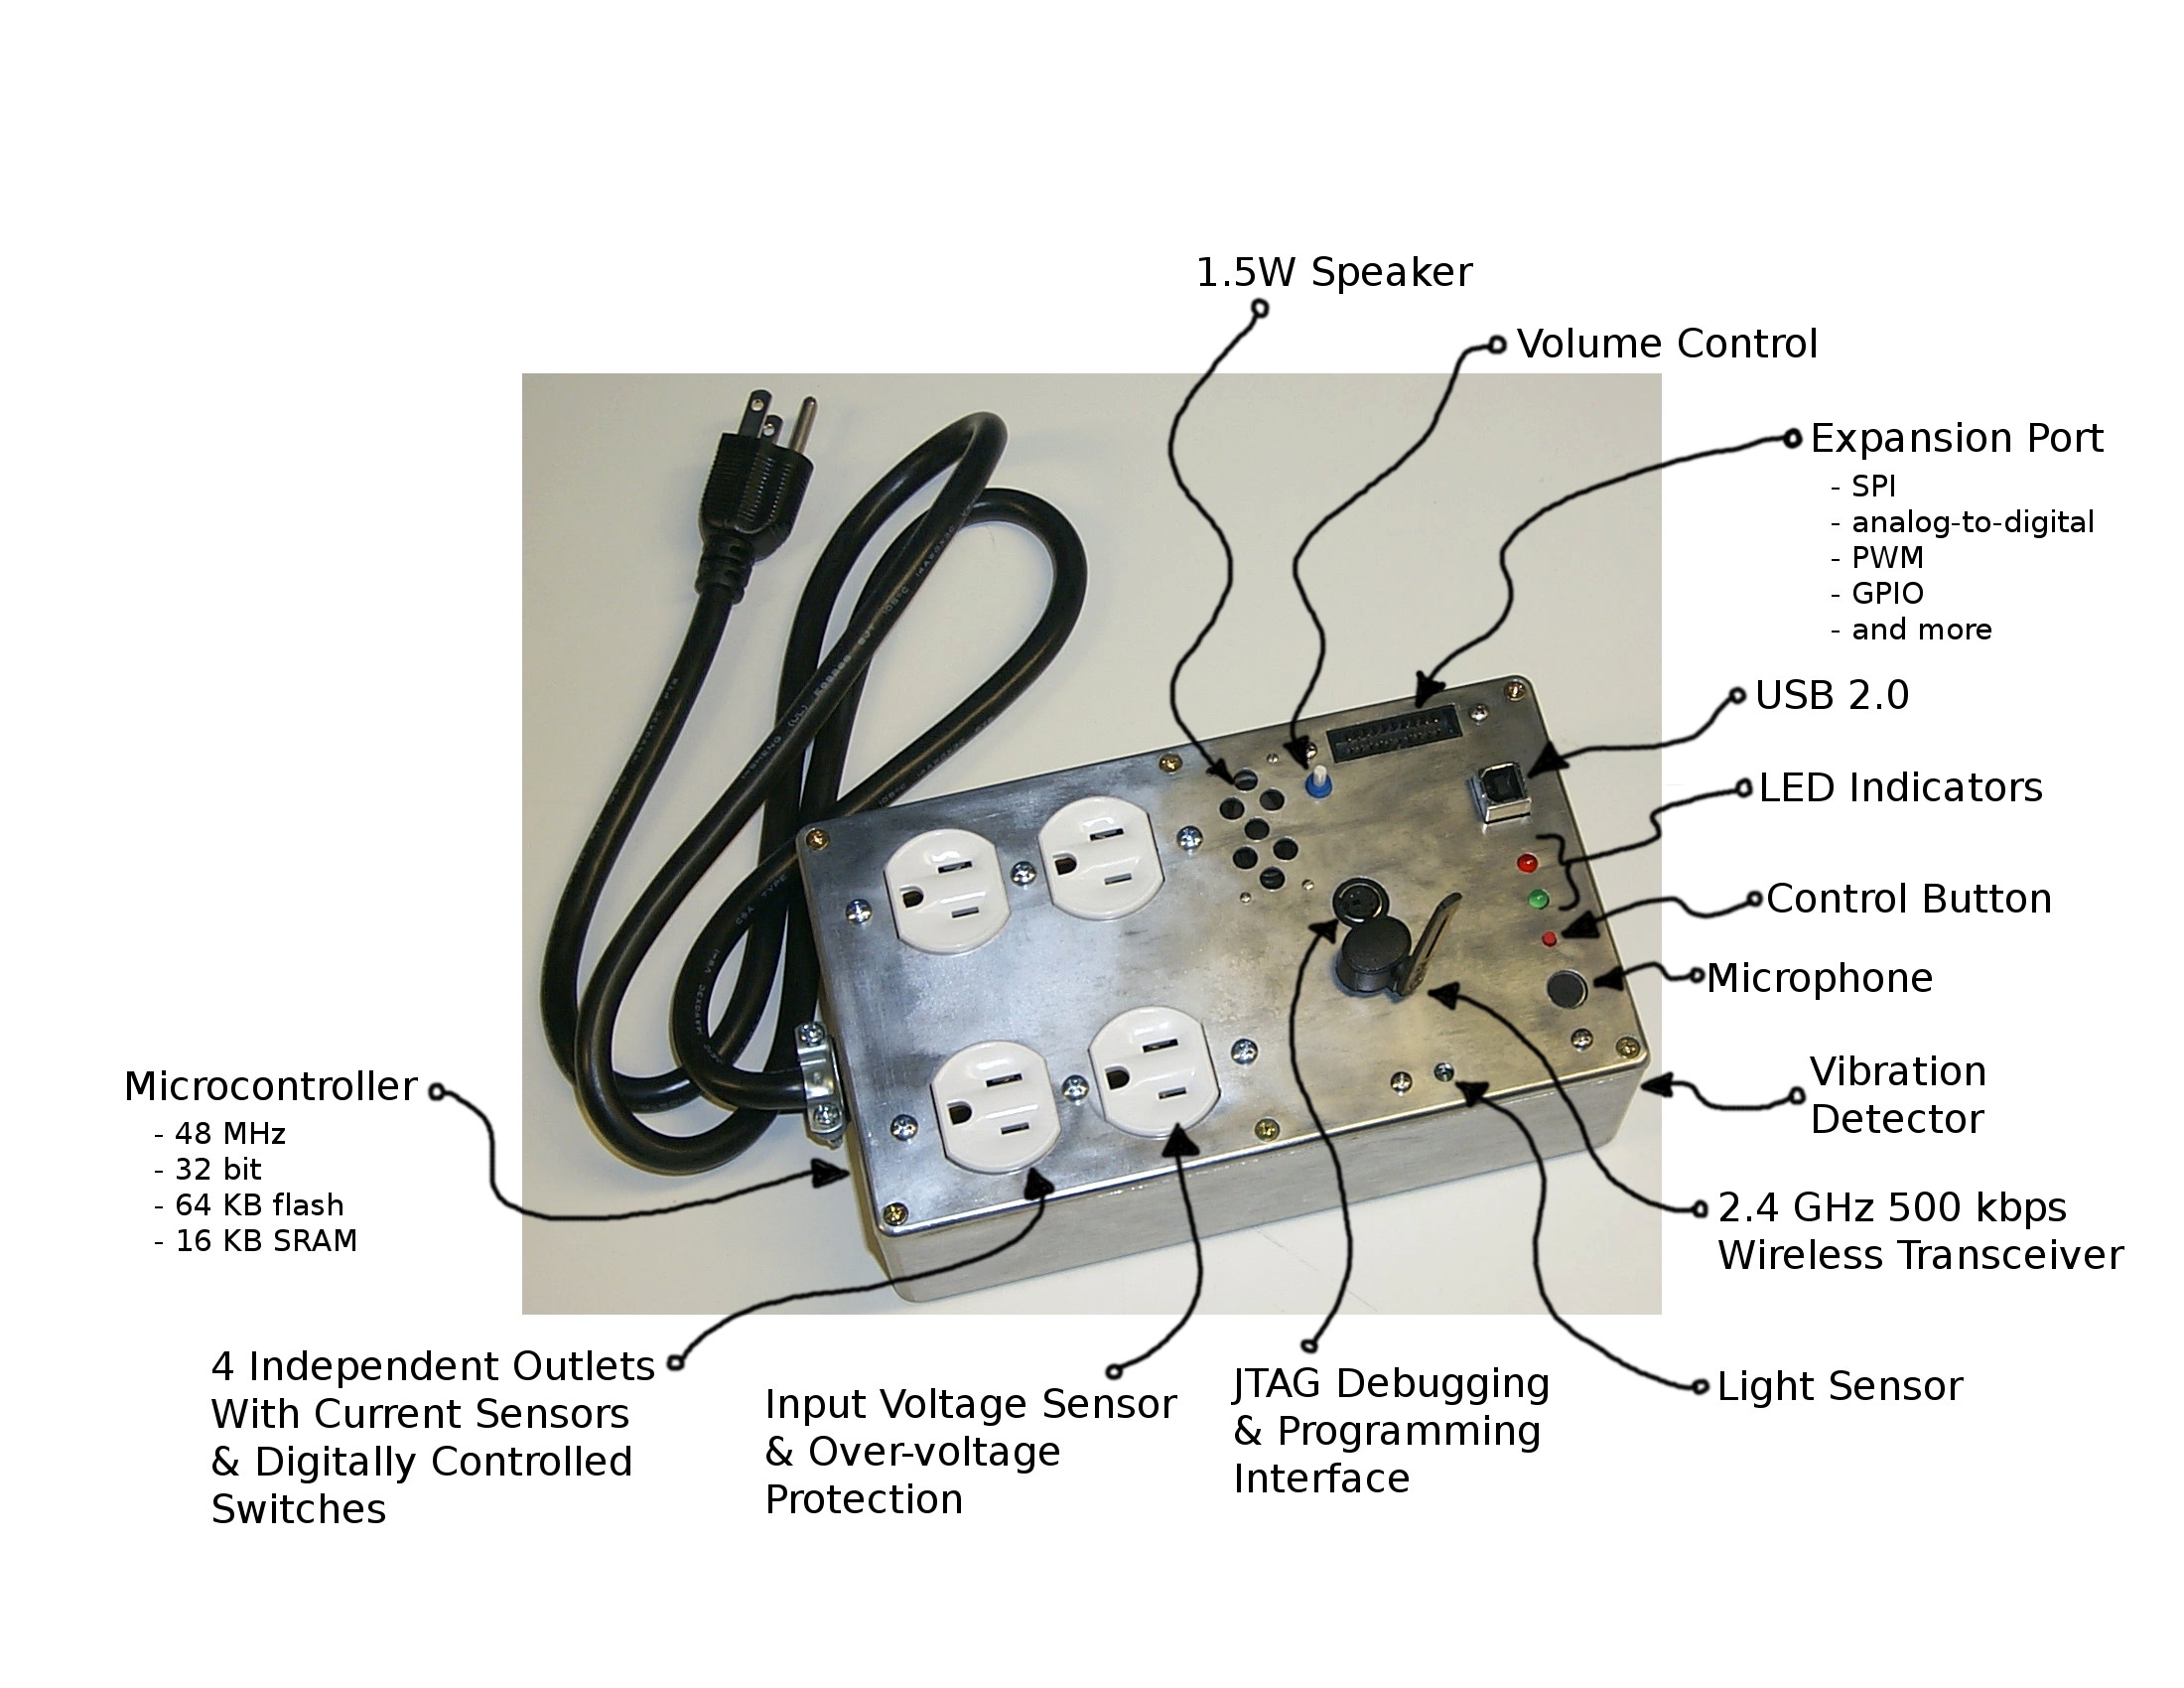 1.5W Speaker
Volume Control
Expansion Port
- SPI
- analog-to-digital
- PWM
- GPIO
- and more
USB 2.0
LED Indicators
Control Button
Microphone
Vibration
Detector
2.4 GHz 500 kbps
Wireless Transceiver
Light Sensor
JTAG Debugging
& Programming
Interface
Input Voltage Sensor
& Over-voltage
Protection
4 Independent Outlets
With Current Sensors
& Digitally Controlled
Switches
Microcontroller
- 48 MHz
- 32 bit
- 64 KB flash
- 16 KB SRAM